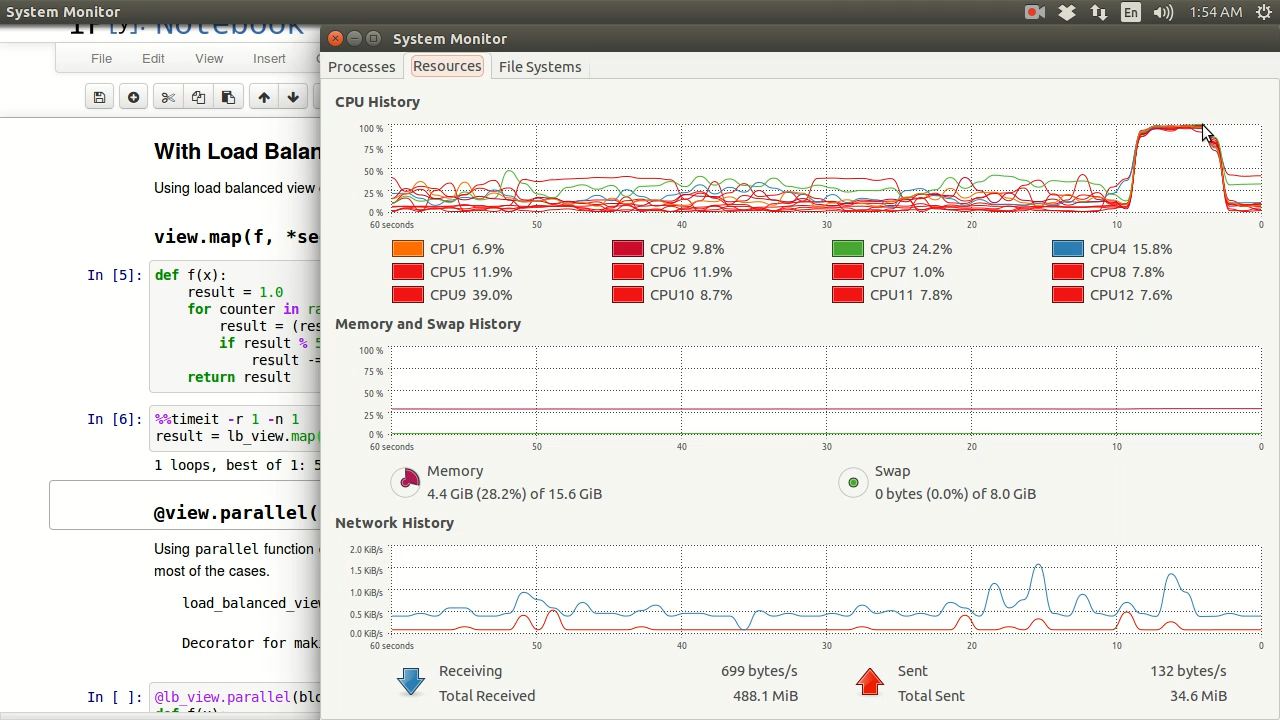 System Monitor
En
1:54 AM
IP[y]: Notebook
File Edit View Insert
With Load Balan
Using load balanced view
view.map(f, *se
In [5]:
def f(x):
result = 1.0
for counter in ra
result = (res
if result % 5
result -=
return result
In [6]:
%%timeit -r 1 -n 1
result = lb_view.map(
1 loops, best of 1: 5
@view.parallel(
Using parallel function
most of the cases.
load_balanced_view
Decorator for mak
In [ ]:
@lb_view.parallel(blo
def f(x):
System Monitor
Processes Resources File Systems
CPU History
100 %
75 %
50 %
25 %
0 %
60 seconds 50 40 30 20 10 0
CPU1 6.9% CPU2 9.8% CPU3 24.2% CPU4 15.8%
CPU5 11.9% CPU6 11.9% CPU7 1.0% CPU8 7.8%
CPU9 39.0% CPU10 8.7% CPU11 7.8% CPU12 7.6%
Memory and Swap History
100 %
75 %
50 %
25 %
0 %
60 seconds 50 40 30 20 10 0
Memory
4.4 GiB (28.2%) of 15.6 GiB
Swap
0 bytes (0.0%) of 8.0 GiB
Network History
2.0 KiB/s
1.5 KiB/s
1.0 KiB/s
0.5 KiB/s
0.0 KiB/s
60 seconds 50 40 30 20 10 0
Receiving 699 bytes/s
Total Received 488.1 MiB
Sent 132 bytes/s
Total Sent 34.6 MiB